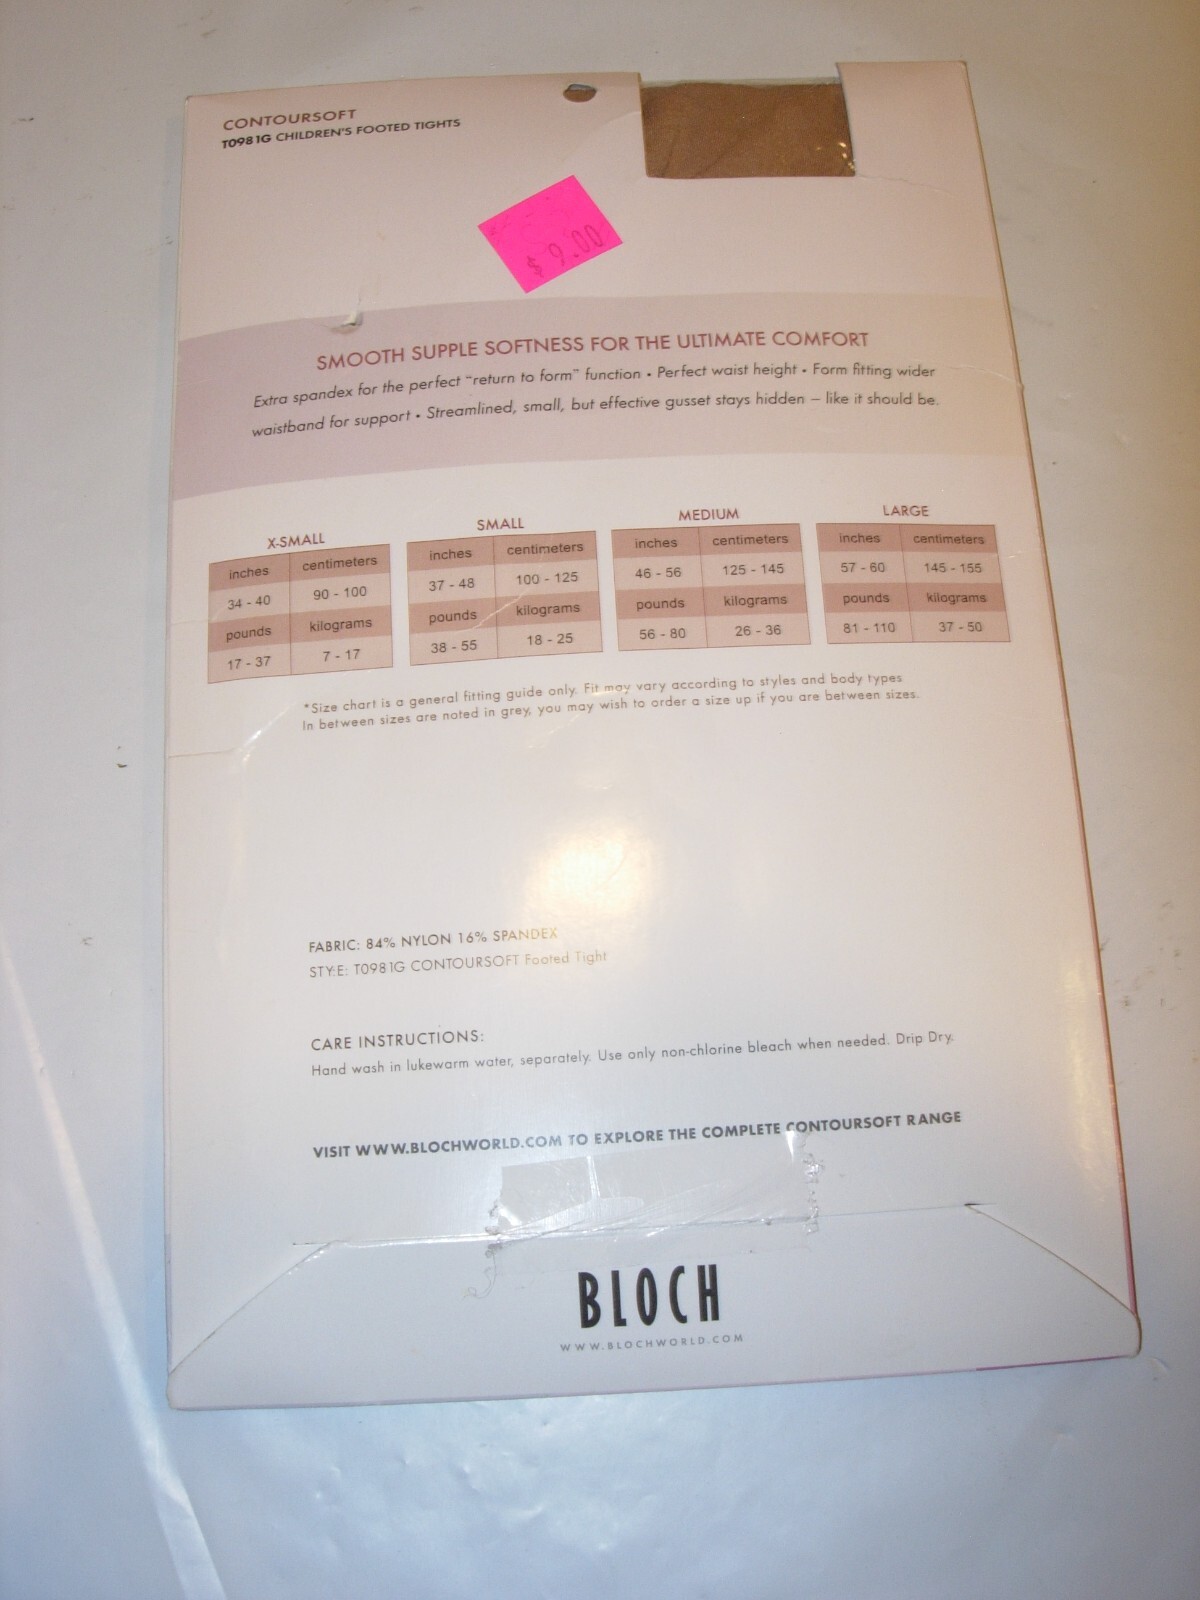 CONTOURSOFT
T0981G CHILDREN'S FOOTED TIGHTS
$9.00
SMOOTH SUPPLE SOFTNESS FOR THE ULTIMATE COMFORT
Extra spandex for the perfect "return to form" function • Perfect waist height • Form fitting wider
waistband for support • Streamlined, small, but effective gusset stays hidden – like it should be.
X-SMALL
inches centimeters
34 - 40 90 - 100
pounds kilograms
17 - 37 7 - 17
SMALL
inches centimeters
37 - 48 100 - 125
pounds kilograms
38 - 55 18 - 25
MEDIUM
inches centimeters
46 - 56 125 - 145
pounds kilograms
56 - 80 26 - 36
LARGE
inches centimeters
57 - 60 145 - 155
pounds kilograms
81 - 110 37 - 50
*Size chart is a general fitting guide only. Fit may vary according to styles and body types
In between sizes are noted in grey, you may wish to order a size up if you are between sizes.
FABRIC: 84% NYLON 16% SPANDEX
STY:E: T0981G CONTOURSOFT Footed Tight
CARE INSTRUCTIONS:
Hand wash in lukewarm water, separately. Use only non-chlorine bleach when needed. Drip Dry.
VISIT WWW.BLOCHWORLD.COM TO EXPLORE THE COMPLETE CONTOURSOFT RANGE
BLOCH
WWW.BLOCHWORLD.COM